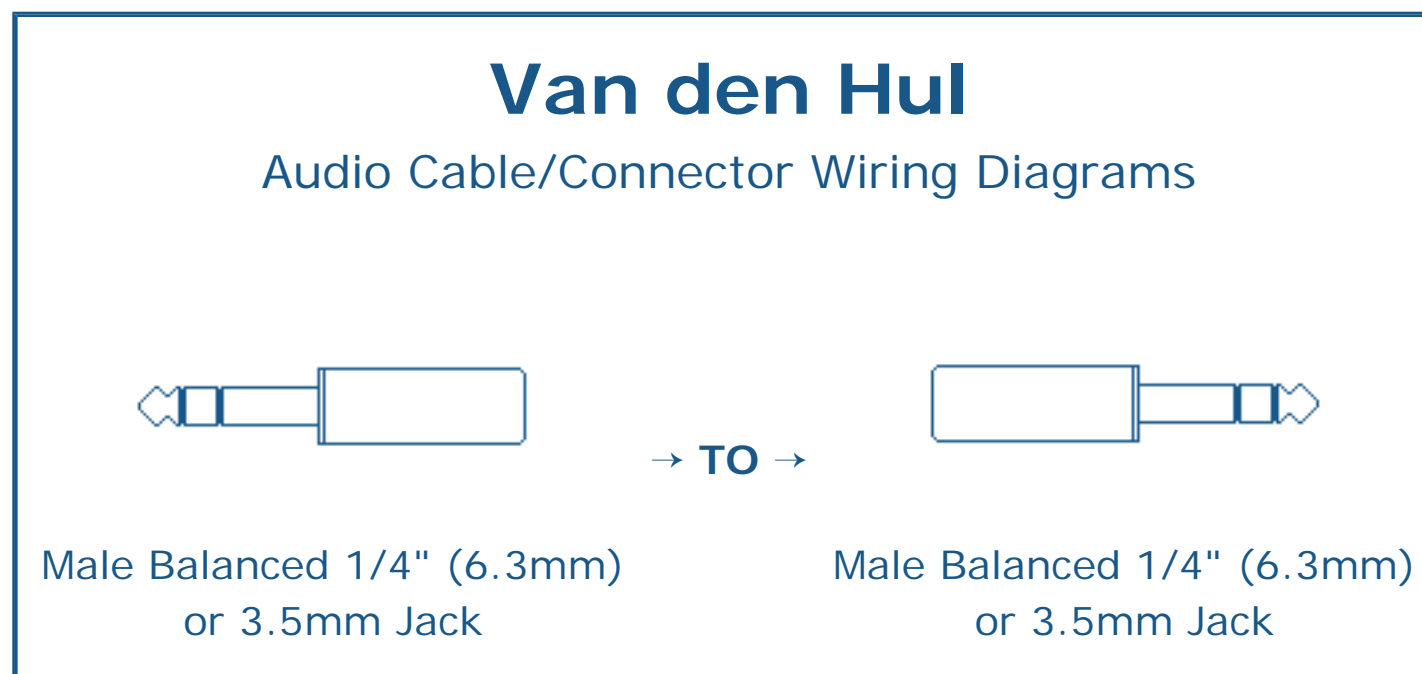 Van den Hul
Audio Cable/Connector Wiring Diagrams
→ TO →
Male Balanced 1/4" (6.3mm)
or 3.5mm Jack
Male Balanced 1/4" (6.3mm)
or 3.5mm Jack